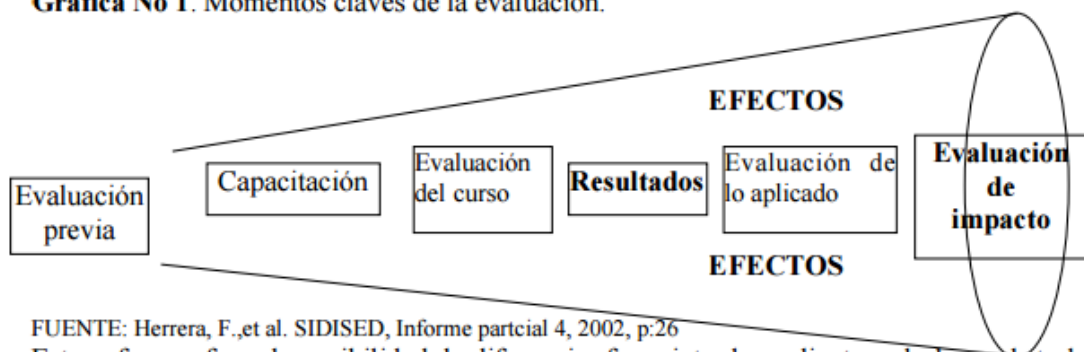 Gráfica No 1. Momentos claves de la evaluación.
EFECTOS
Evaluación
previa
Capacitación
Evaluación
del curso
Resultados
Evaluación de
lo aplicado
Evaluación
de
impacto
EFECTOS
FUENTE: Herrera, F.,et al. SIDISED, Informe partcial 4, 2002, p:26